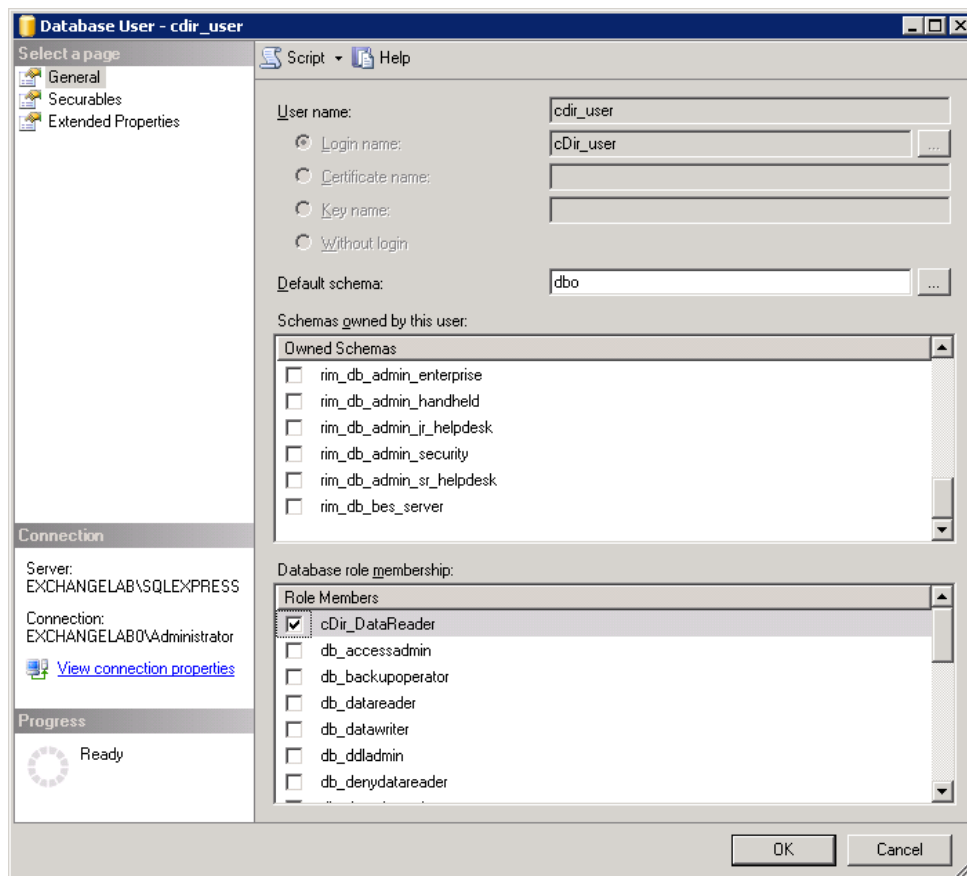 Database User - cdir_user
Select a page
General
Securables
Extended Properties
Script
Help
User name:
cdir_user
Login name:
cDir_user
...
Certificate name:
Key name:
Without login
Default schema:
dbo
...
Schemas owned by this user:
Owned Schemas
rim_db_admin_enterprise
rim_db_admin_handheld
rim_db_admin_jr_helpdesk
rim_db_admin_security
rim_db_admin_sr_helpdesk
rim_db_bes_server
Connection
Server:
EXCHANGELAB\SQLEXPRESS
Connection:
EXCHANGELAB0\Administrator
View connection properties
Progress
Ready
Database role membership:
Role Members
cDir_DataReader
db_accessadmin
db_backupoperator
db_datareader
db_datawriter
db_ddladmin
db_denydatareader
OK
Cancel